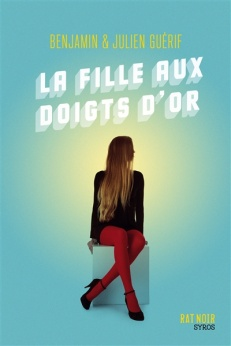 BENJAMIN & JULIEN GUÉRIF
LA FILLE AUX
DOIGTS D'OR
RAT NOIR
SYROS